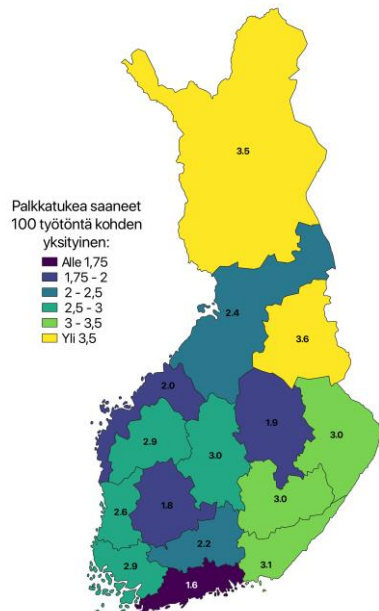 3.5
Palkkatukea saaneet
100 työtöntä kohden
yksityinen:
Alle 1,75
1,75 - 2
2 - 2,5
2,5 - 3
3 - 3,5
Yli 3,5
2.4
3.6
2.0
1.9
2.9
3.0
3.0
2.6
1.8
3.0
2.2
2.9
3.1
1.6